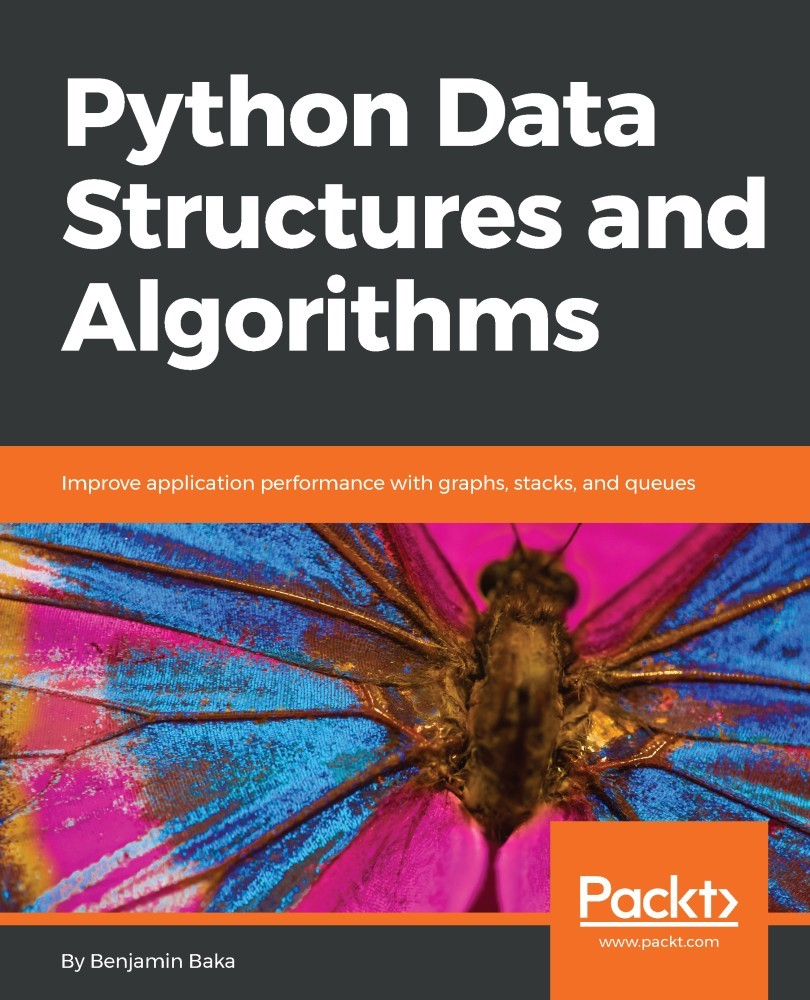 Python Data
Structures and
Algorithms
Improve application performance with graphs, stacks, and queues
Packt>
www.packt.com
By Benjamin Baka